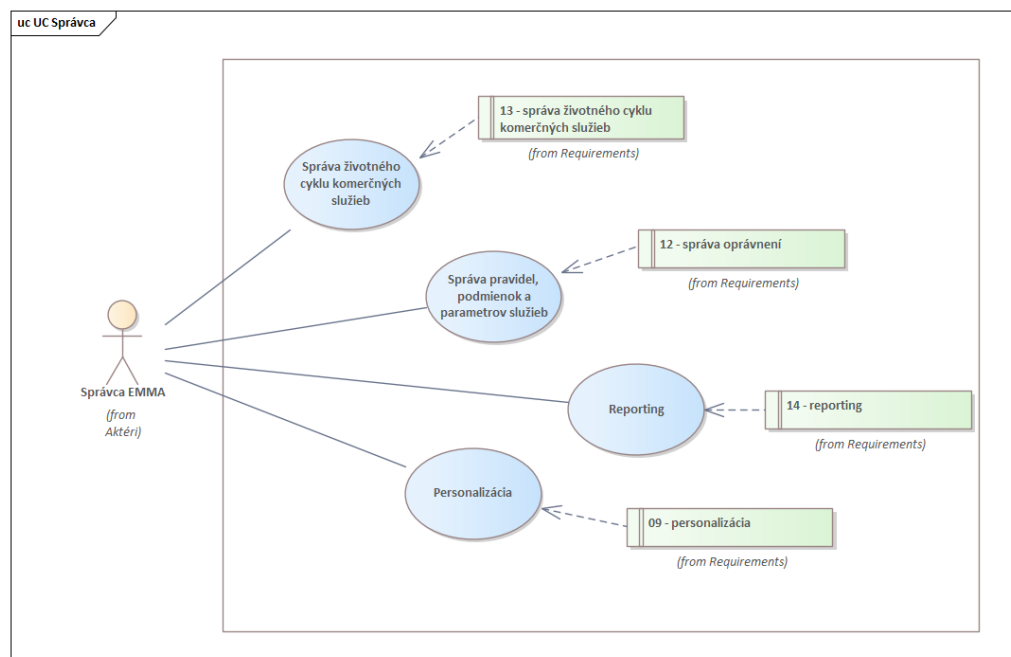 uc UC Správca
13 - správa životného cyklu
komerčných služieb
(from Requirements)
Správa životného
cyklu komerčných
služieb
12 - správa oprávnení
(from Requirements)
Správa pravidel,
podmienok a
parametrov služieb
Správca EMMA
(from
Aktéri)
Reporting
14 - reporting
(from Requirements)
Personalizácia
09 - personalizácia
(from Requirements)